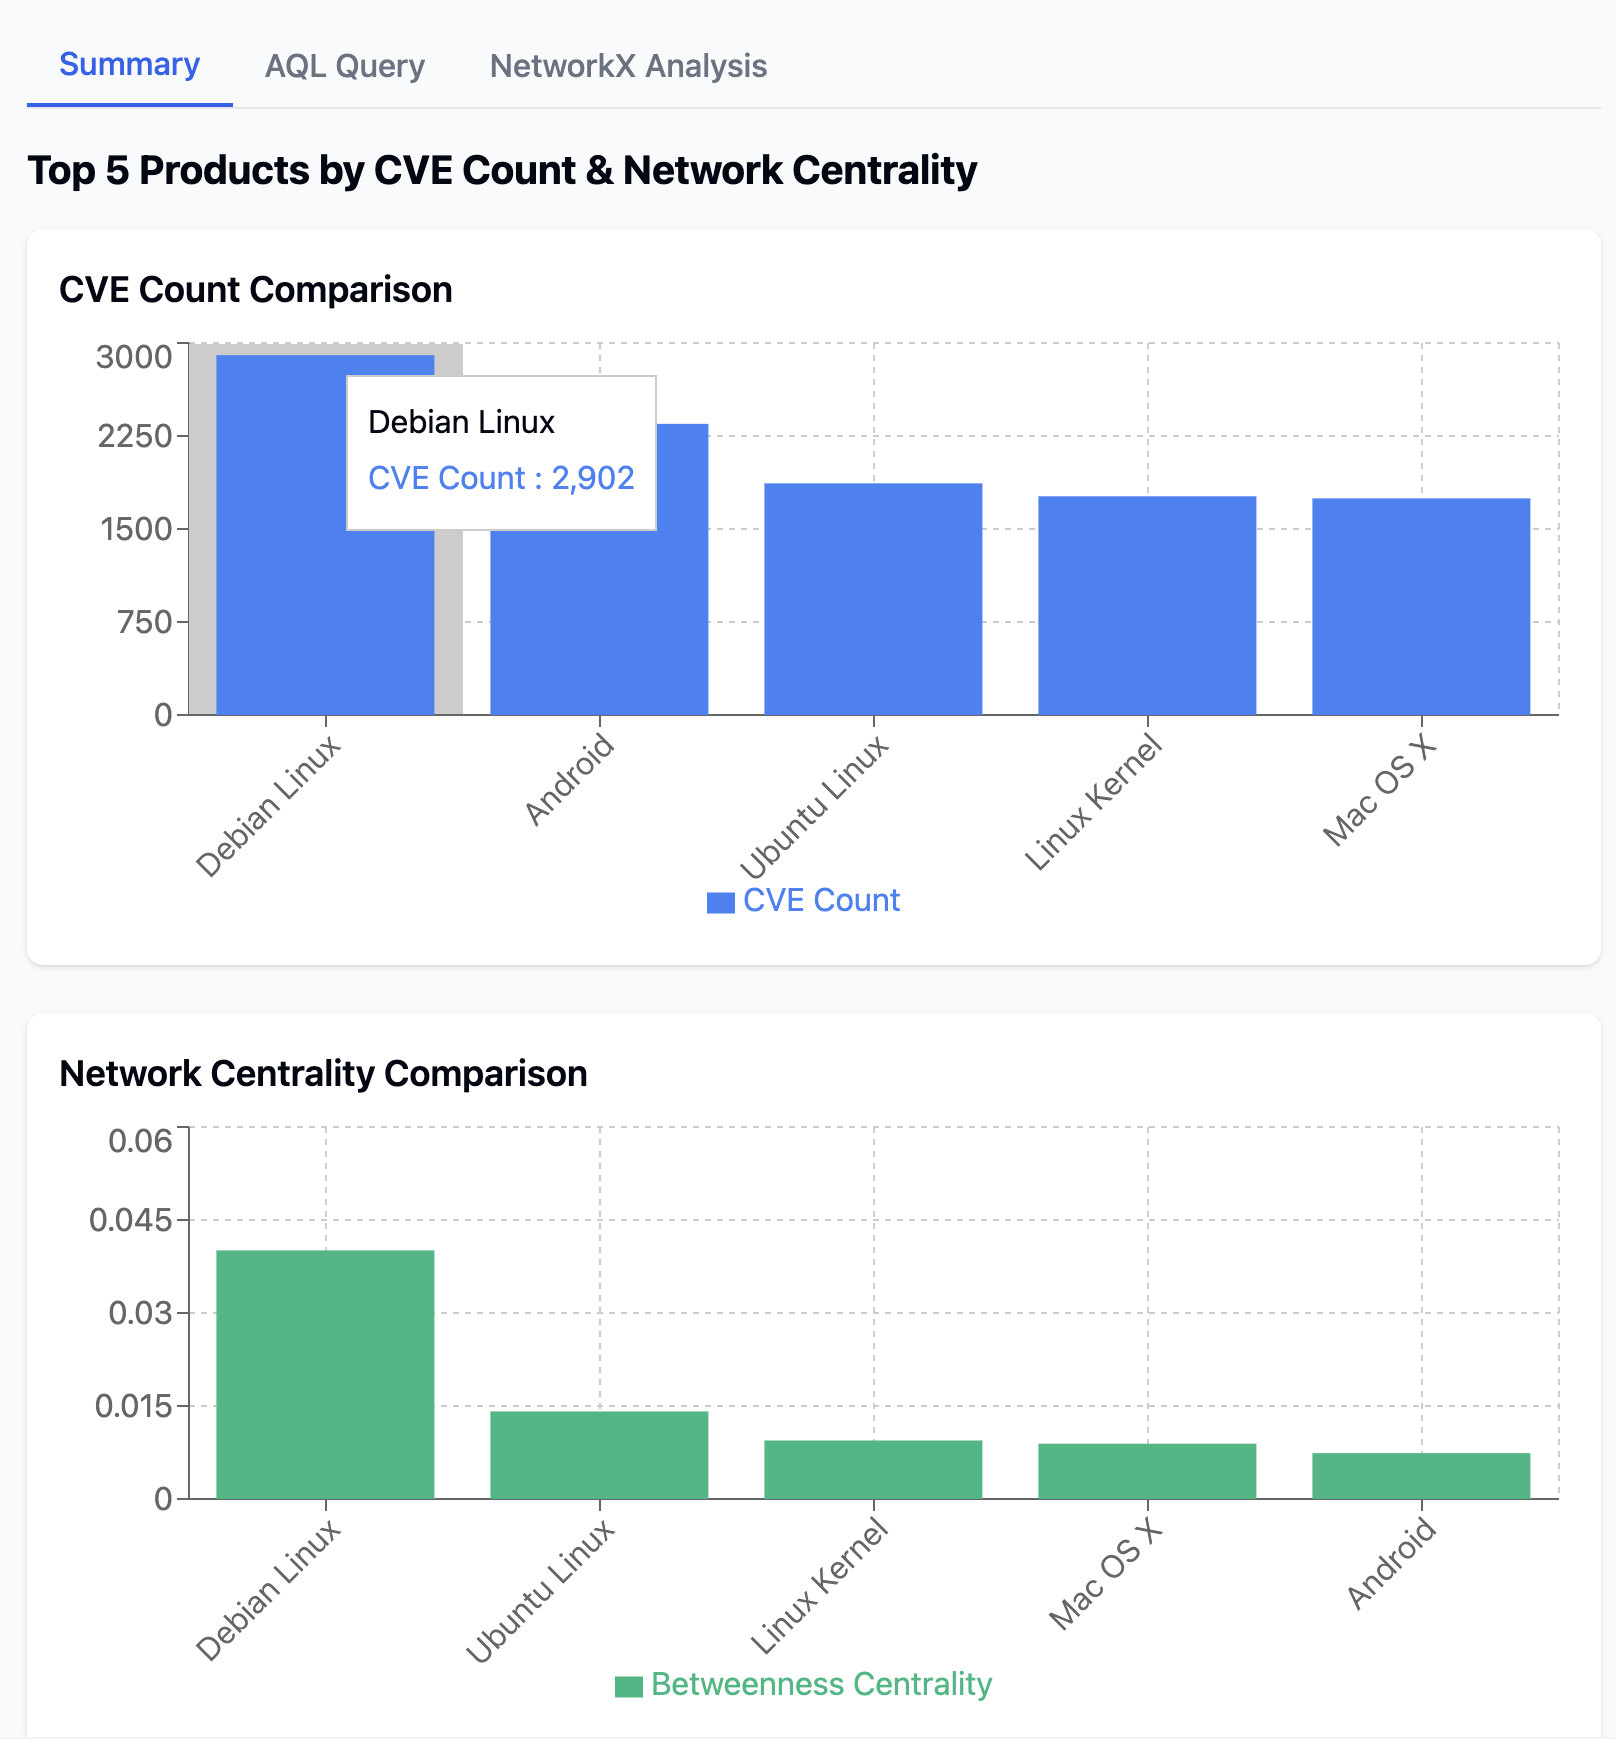 Summary
AQL Query
NetworkX Analysis
Top 5 Products by CVE Count & Network Centrality
CVE Count Comparison
3000
2250
1500
750
0
Debian Linux
CVE Count : 2,902
Debian Linux
Android
Ubuntu Linux
Linux Kernel
Mac OS X
CVE Count
Network Centrality Comparison
0.06
0.045
0.03
0.015
0
Debian Linux
Ubuntu Linux
Linux Kernel
Mac OS X
Android
Betweenness Centrality